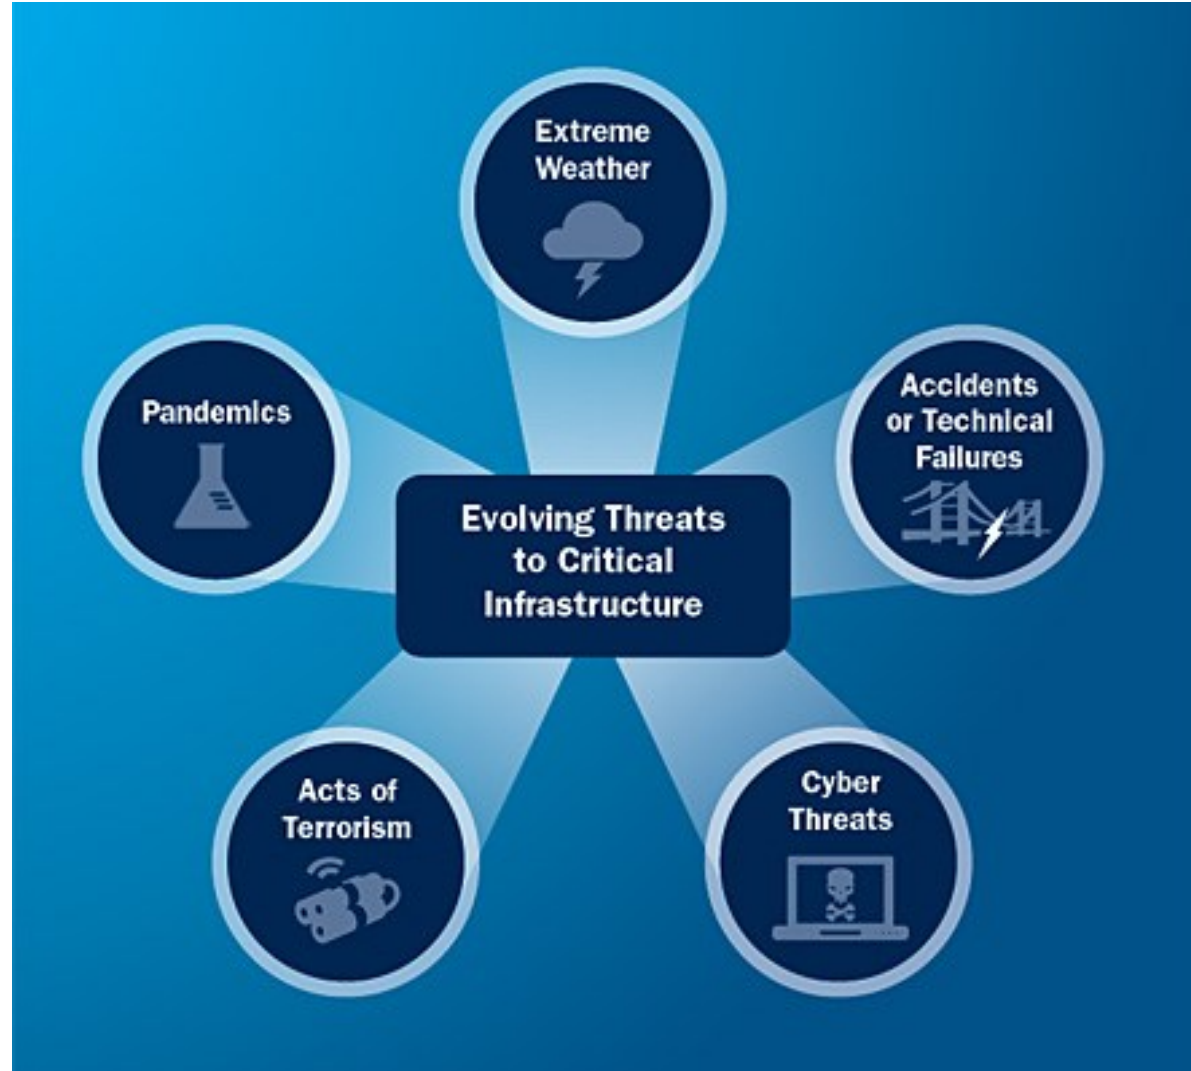 Extreme
Weather
Accidents
or Technical
Failures
Pandemics
Evolving Threats
to Critical
Infrastructure
Acts of
Terrorism
Cyber
Threats